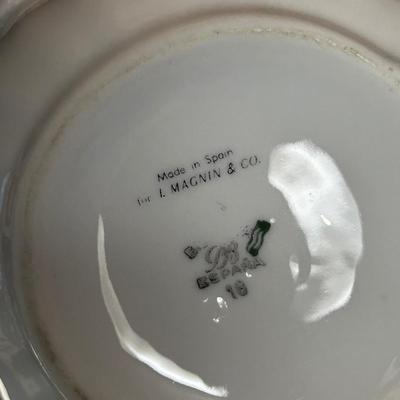 Made in Spain
for I. MAGNIN & CO.
ESPAÑA
18